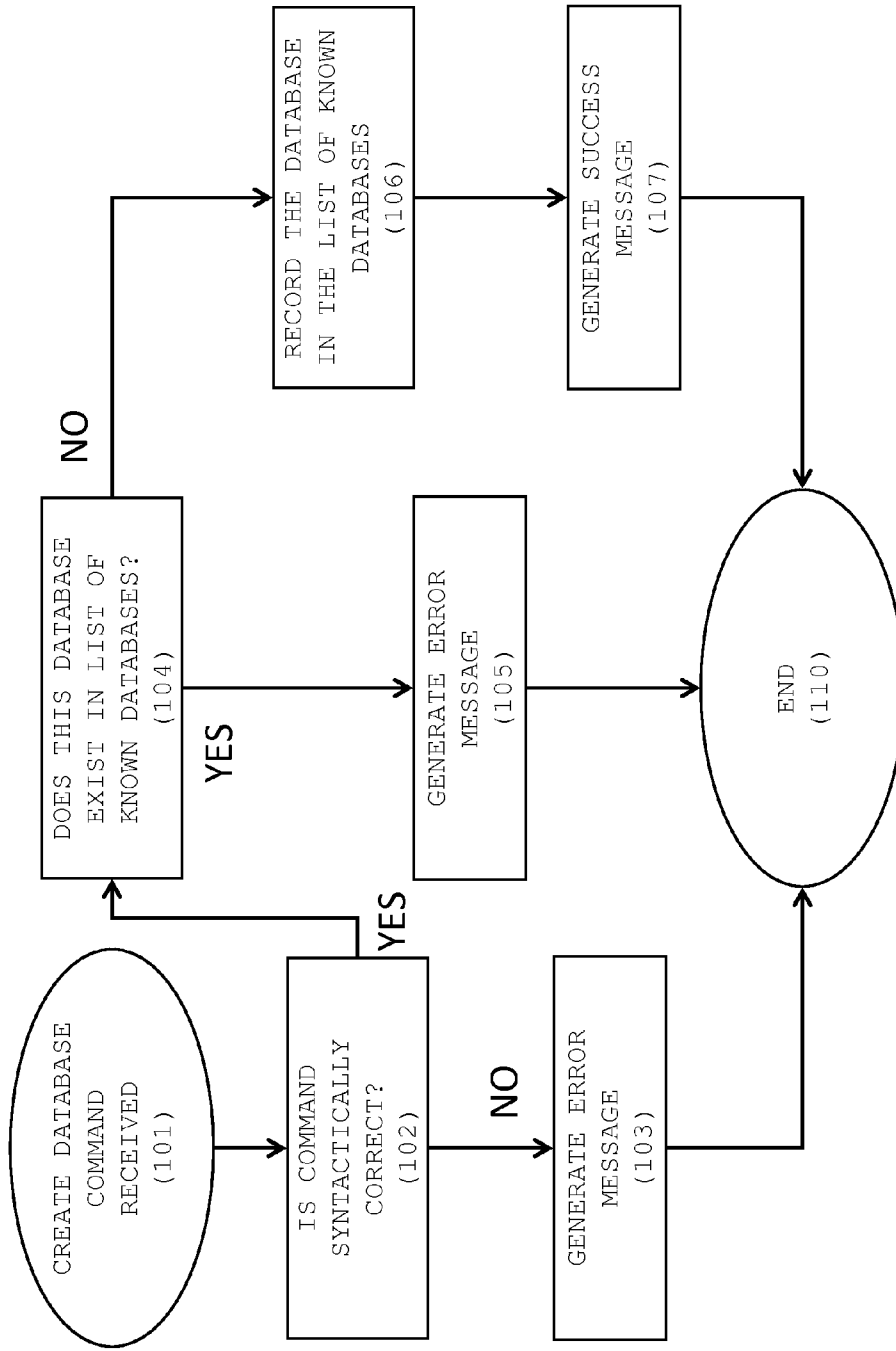 CREATE DATABASE
COMMAND
RECEIVED
(101)
IS COMMAND
SYNTACTICALLY
CORRECT?
(102)
YES
NO
GENERATE ERROR
MESSAGE
(103)
DOES THIS DATABASE
EXIST IN LIST OF
KNOWN DATABASES?
(104)
YES
NO
GENERATE ERROR
MESSAGE
(105)
RECORD THE DATABASE
IN THE LIST OF KNOWN
DATABASES
(106)
GENERATE SUCCESS
MESSAGE
(107)
END
(110)